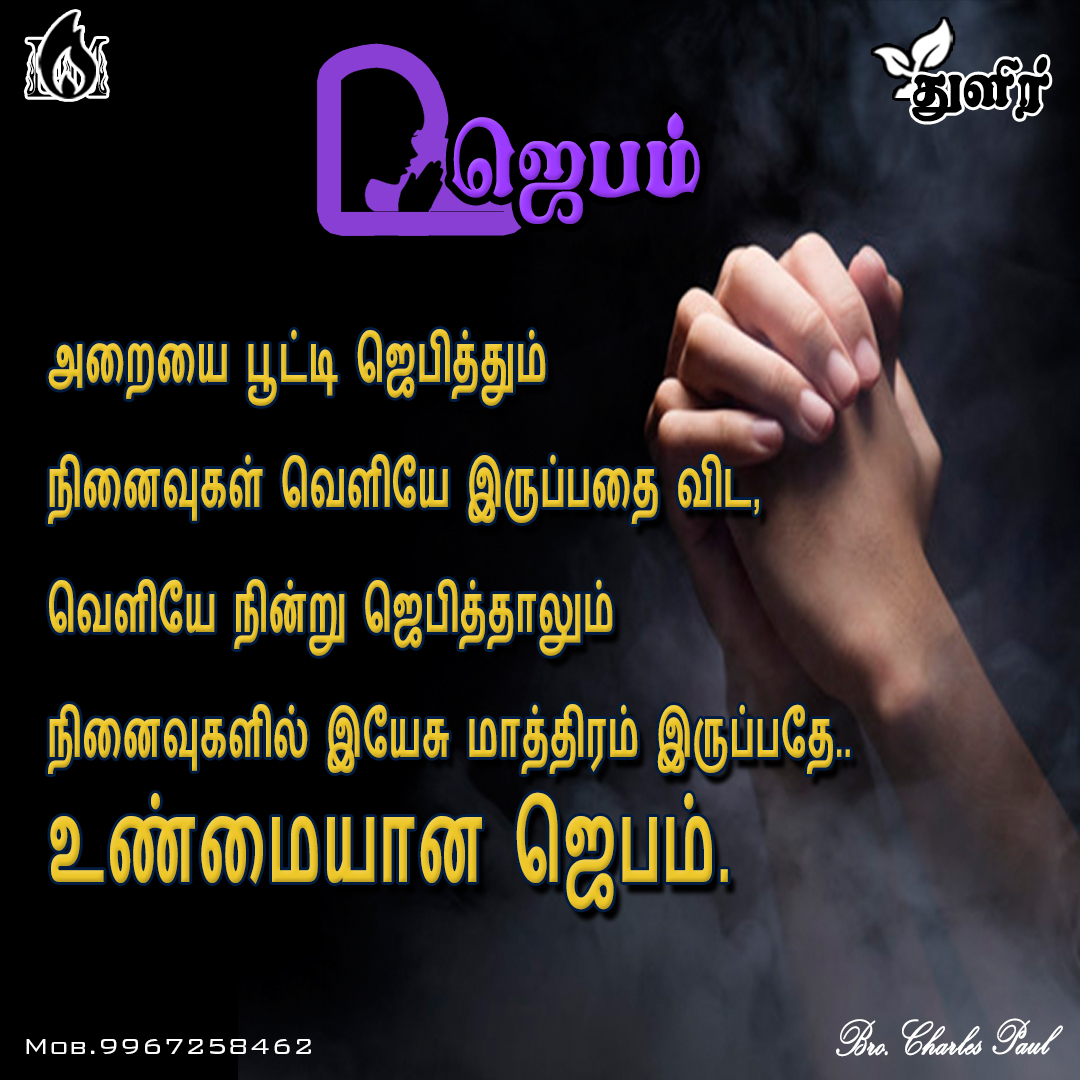 துளிர்
ஜெபம்
அறையை பூட்டி ஜெபித்தும்
நினைவுகள் வெளியே இருப்பதை விட,
வெளியே நின்று ஜெபித்தாலும்
நினைவுகளில் இயேசு மாத்திரம் இருப்பதே..
உண்மையான ஜெபம்.
Mob.9967258462
Bro. Charles Paul